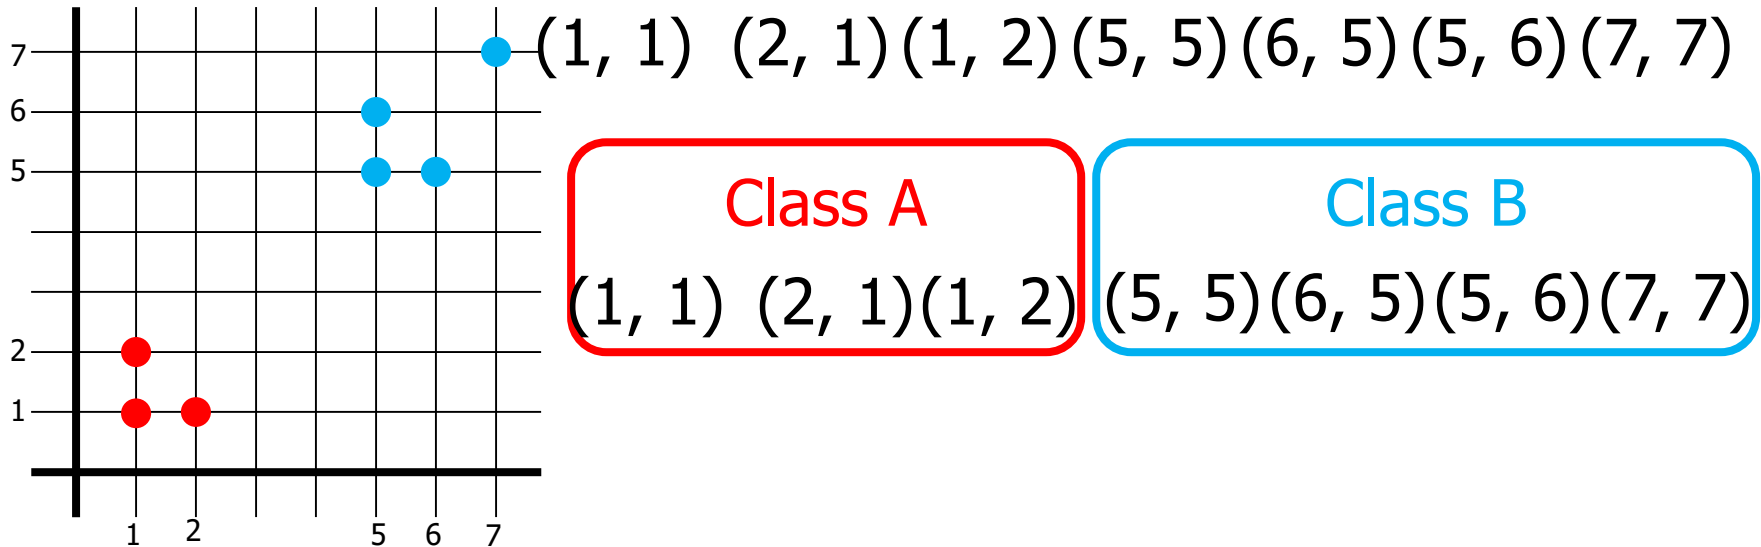 (1, 1) (2, 1) (1, 2) (5, 5) (6, 5) (5, 6) (7, 7)
Class A
(1, 1) (2, 1) (1, 2)
Class B
(5, 5) (6, 5) (5, 6) (7, 7)
7
6
5
2
1
1 2 5 6 7